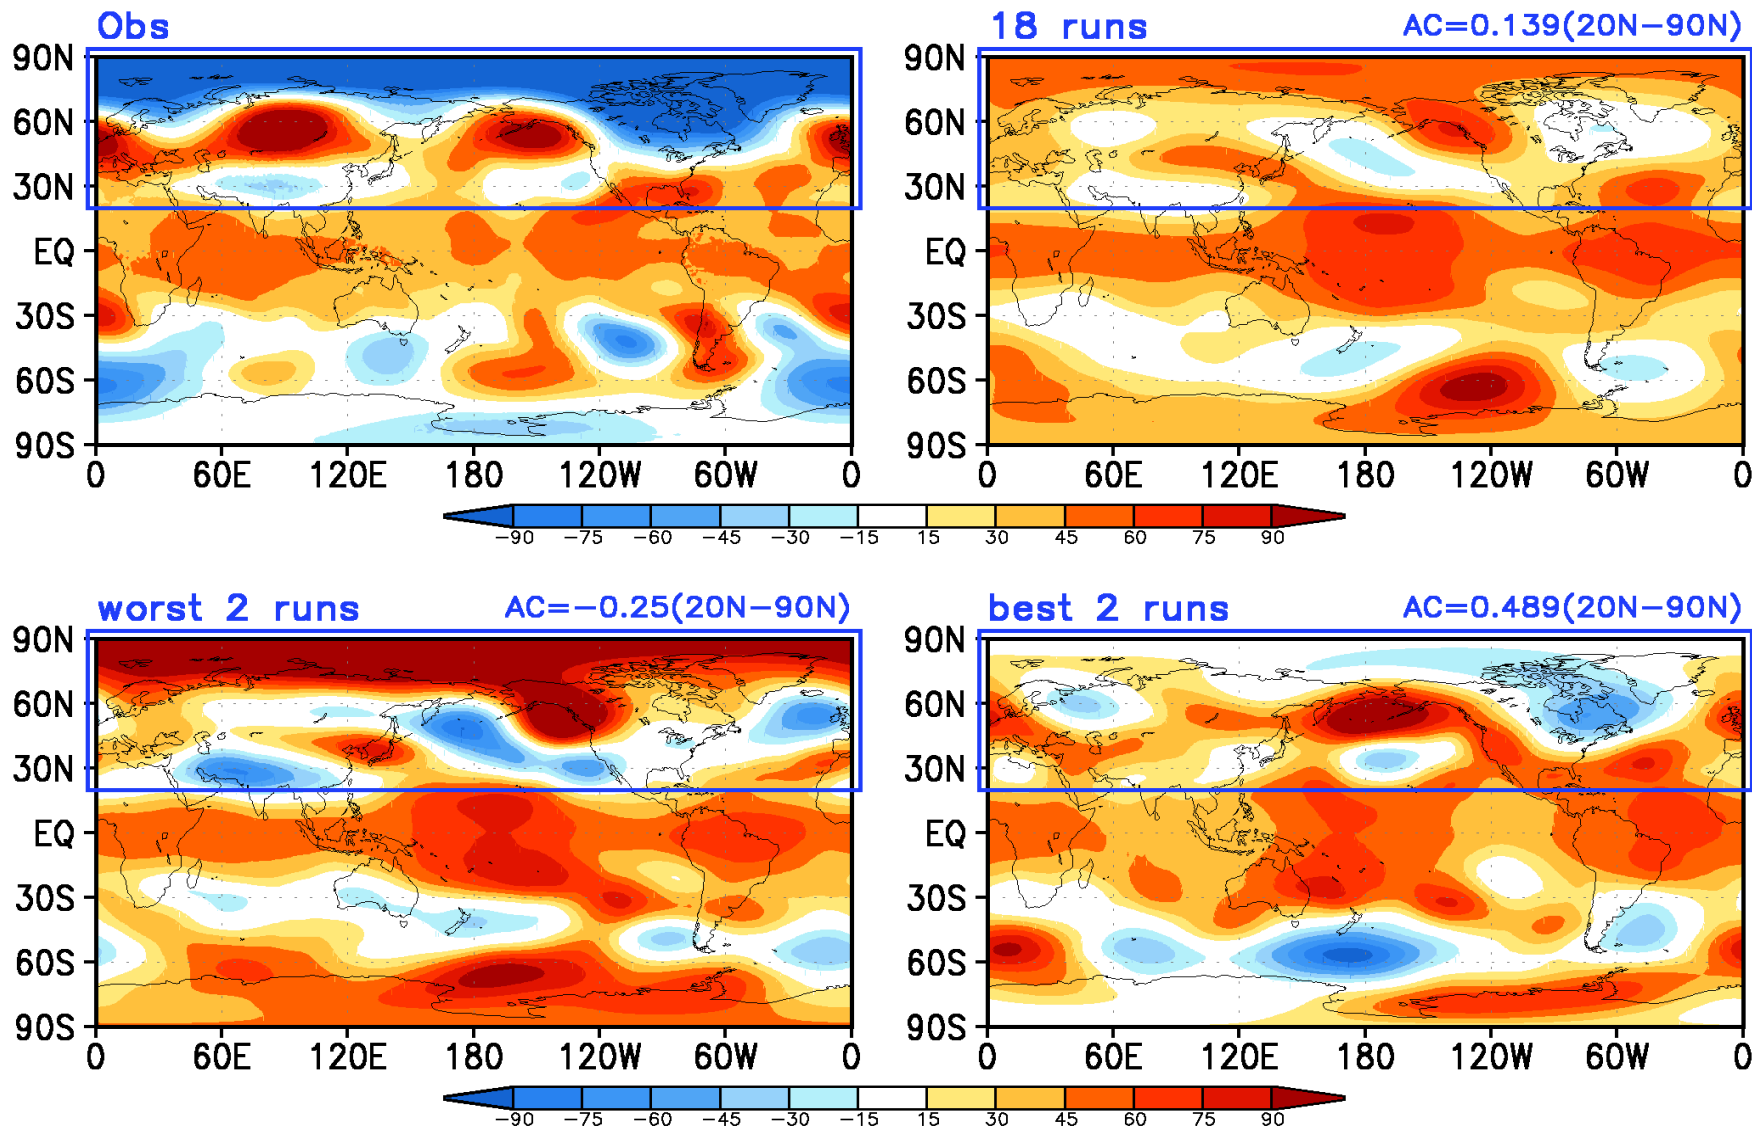 Obs
18 runs AC=0.139(20N−90N)
90N 90N
60N 60N
30N 30N
EQ EQ
30S 30S
60S 60S
90S 90S
0 60E 120E 180 120W 60W 0 0 60E 120E 180 120W 60W 0
−90 −75 −60 −45 −30 −15 15 30 45 60 75 90
worst 2 runs AC=−0.25(20N−90N)
best 2 runs AC=0.489(20N−90N)
90N 90N
60N 60N
30N 30N
EQ EQ
30S 30S
60S 60S
90S 90S
0 60E 120E 180 120W 60W 0 0 60E 120E 180 120W 60W 0
−90 −75 −60 −45 −30 −15 15 30 45 60 75 90